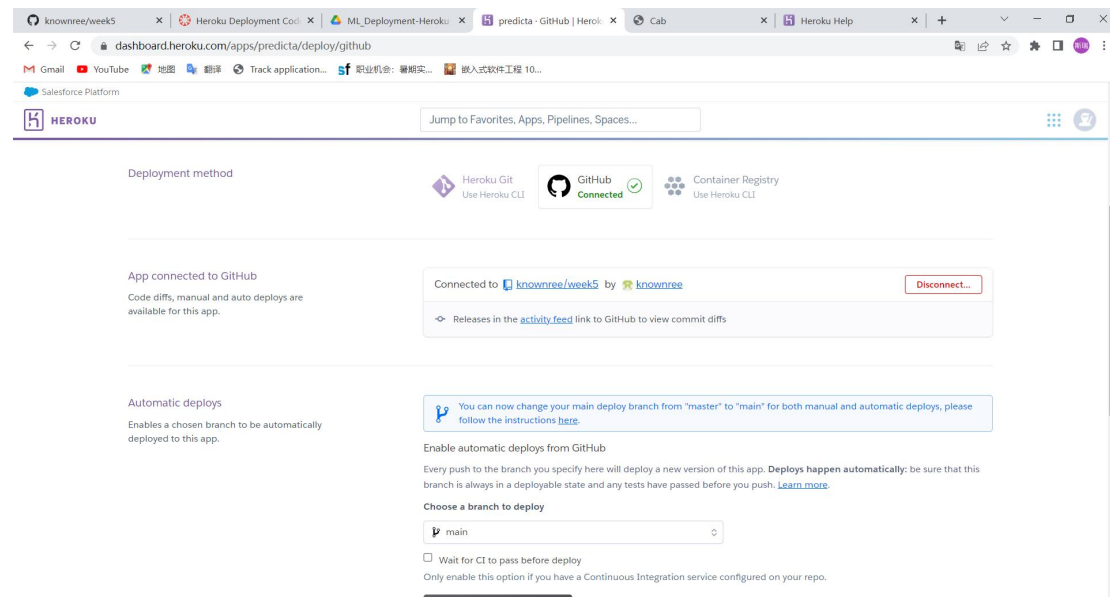 knownree/week5
Heroku Deployment Cod
ML_Deployment-Heroku
predicta · GitHub | Herok
Cab
Heroku Help
dashboard.heroku.com/apps/predicta/deploy/github
Gmail
YouTube
地图
翻译
Track application...
职业机会: 暑期实...
嵌入式软件工程 10...
Salesforce Platform
HEROKU
Jump to Favorites, Apps, Pipelines, Spaces...
Deployment method
Heroku Git
Use Heroku CLI
GitHub
Connected
Container Registry
Use Heroku CLI
App connected to GitHub
Code diffs, manual and auto deploys are
available for this app.
Connected to knownree/week5 by knownree
Disconnect...
Releases in the activity feed link to GitHub to view commit diffs
Automatic deploys
Enables a chosen branch to be automatically
deployed to this app.
You can now change your main deploy branch from "master" to "main" for both manual and automatic deploys, please
follow the instructions here.
Enable automatic deploys from GitHub
Every push to the branch you specify here will deploy a new version of this app. Deploys happen automatically: be sure that this
branch is always in a deployable state and any tests have passed before you push. Learn more.
Choose a branch to deploy
main
Wait for CI to pass before deploy
Only enable this option if you have a Continuous Integration service configured on your repo.